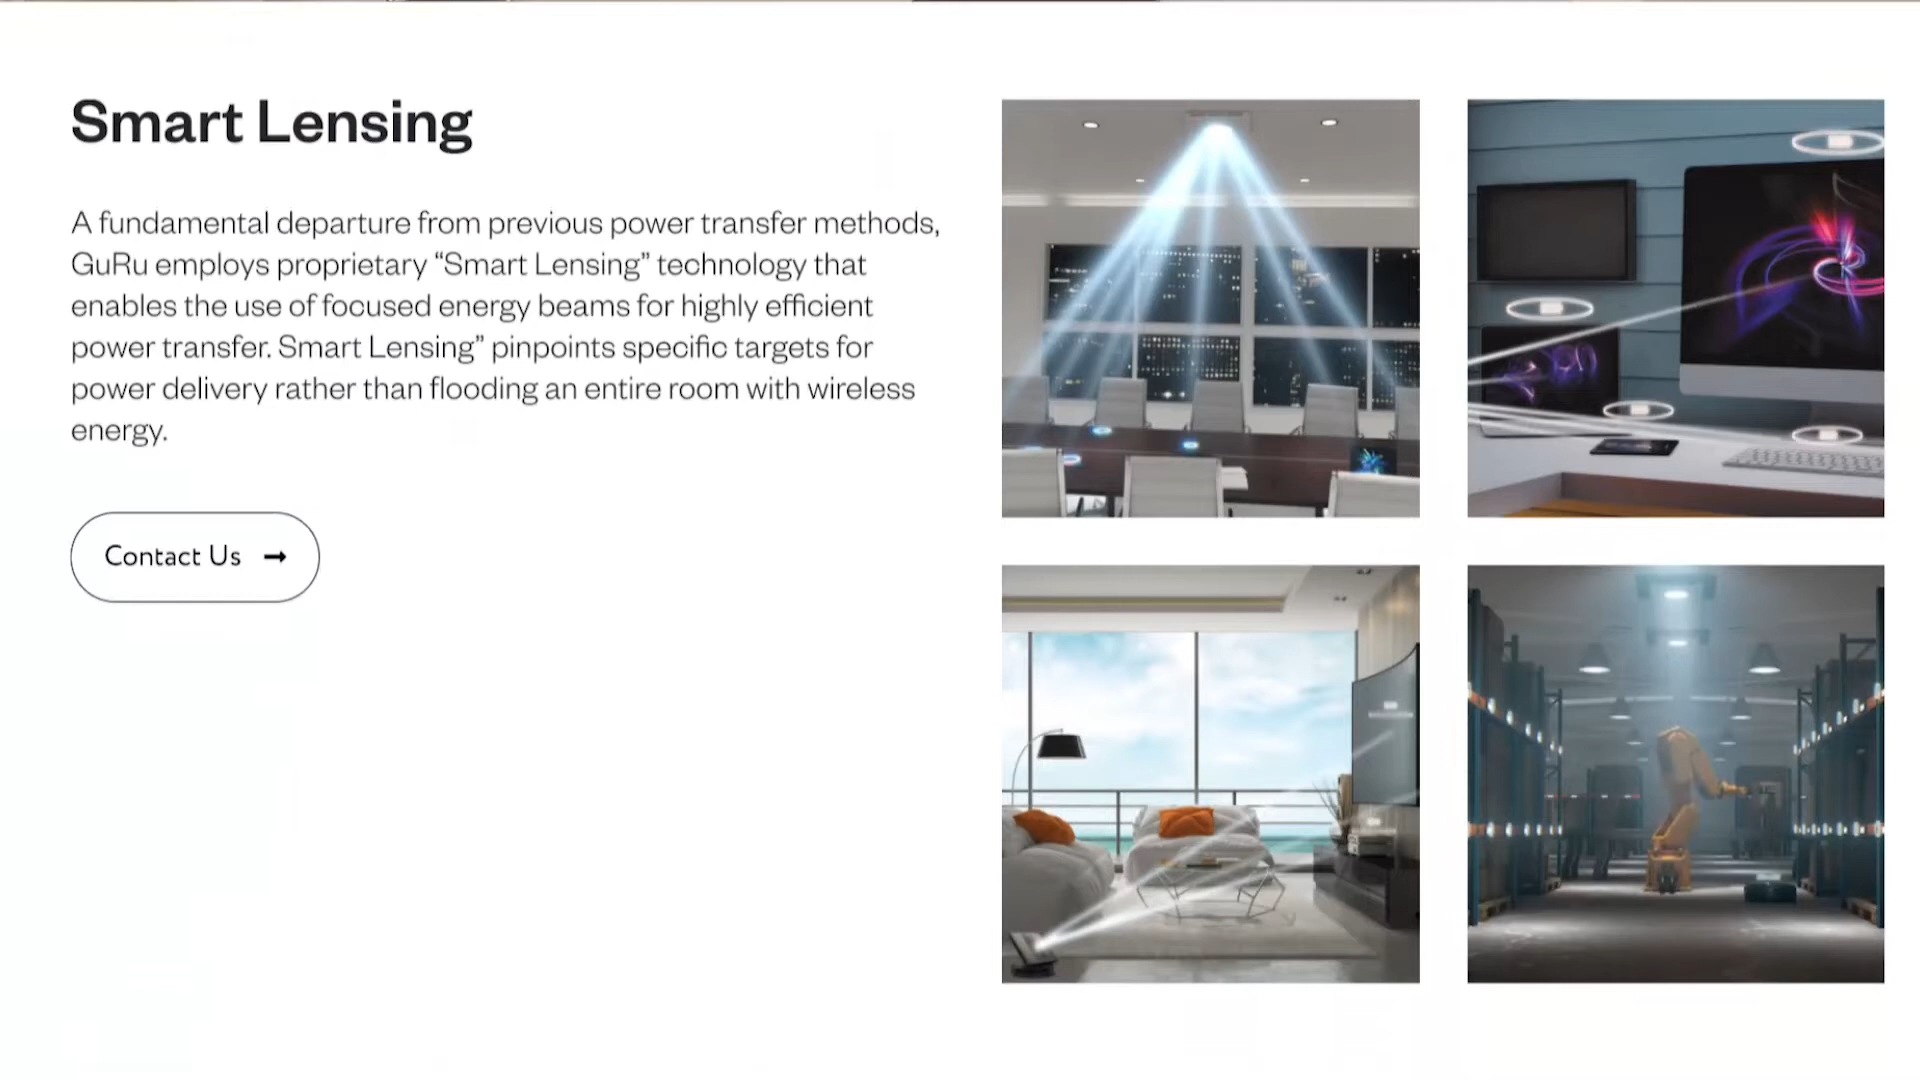 Smart Lensing
A fundamental departure from previous power transfer methods,
GuRu employs proprietary “Smart Lensing” technology that
enables the use of focused energy beams for highly efficient
power transfer. Smart Lensing” pinpoints specific targets for
power delivery rather than flooding an entire room with wireless
energy.
Contact Us →